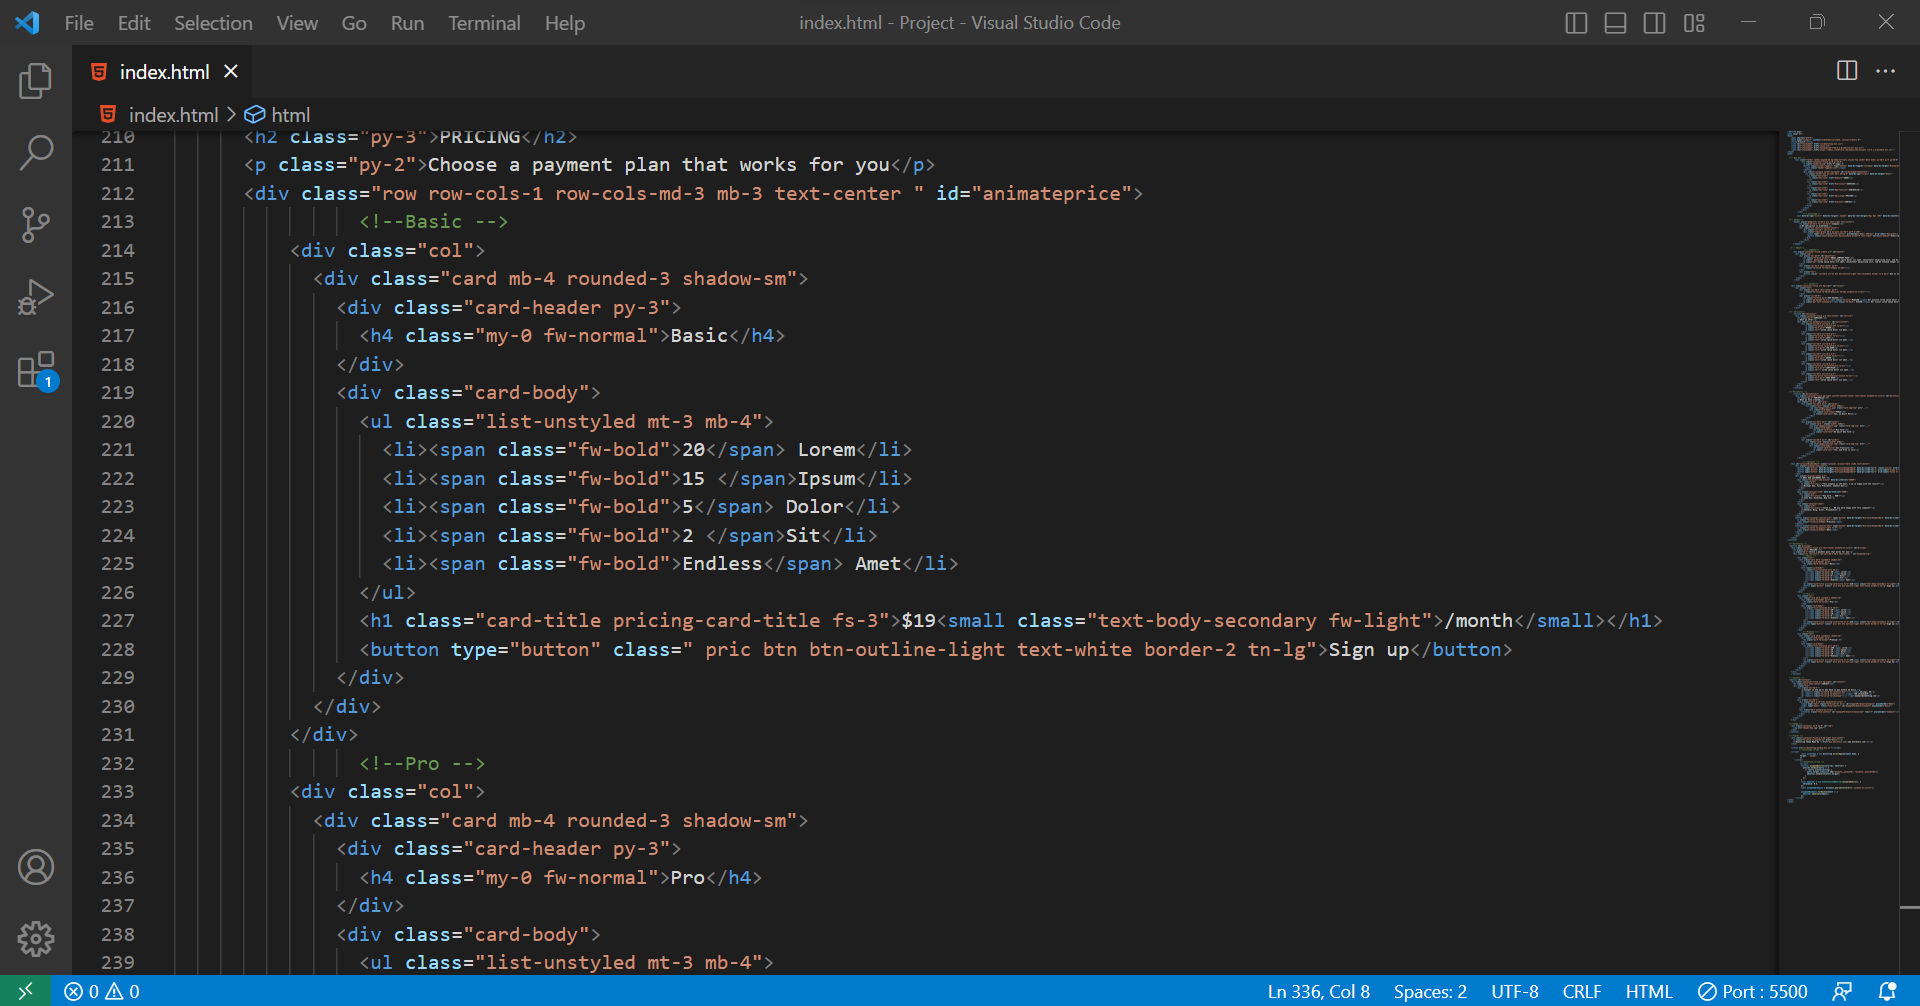 File Edit Selection View Go Run Terminal Help index.html - Project - Visual Studio Code
index.html
index.html > html
210 <h2 class="py-3">PRICING</h2>
211 <p class="py-2">Choose a payment plan that works for you</p>
212 <div class="row row-cols-1 row-cols-md-3 mb-3 text-center " id="animateprice">
213 <!--Basic -->
214 <div class="col">
215 <div class="card mb-4 rounded-3 shadow-sm">
216 <div class="card-header py-3">
217 <h4 class="my-0 fw-normal">Basic</h4>
218 </div>
219 <div class="card-body">
220 <ul class="list-unstyled mt-3 mb-4">
221 <li><span class="fw-bold">20</span> Lorem</li>
222 <li><span class="fw-bold">15 </span>Ipsum</li>
223 <li><span class="fw-bold">5</span> Dolor</li>
224 <li><span class="fw-bold">2 </span>Sit</li>
225 <li><span class="fw-bold">Endless</span> Amet</li>
226 </ul>
227 <h1 class="card-title pricing-card-title fs-3">$19<small class="text-body-secondary fw-light">/month</small></h1>
228 <button type="button" class=" pric btn btn-outline-light text-white border-2 tn-lg">Sign up</button>
229 </div>
230 </div>
231 </div>
232 <!--Pro -->
233 <div class="col">
234 <div class="card mb-4 rounded-3 shadow-sm">
235 <div class="card-header py-3">
236 <h4 class="my-0 fw-normal">Pro</h4>
237 </div>
238 <div class="card-body">
239 <ul class="list-unstyled mt-3 mb-4">
1
0 0 Ln 336, Col 8 Spaces: 2 UTF-8 CRLF HTML Port : 5500